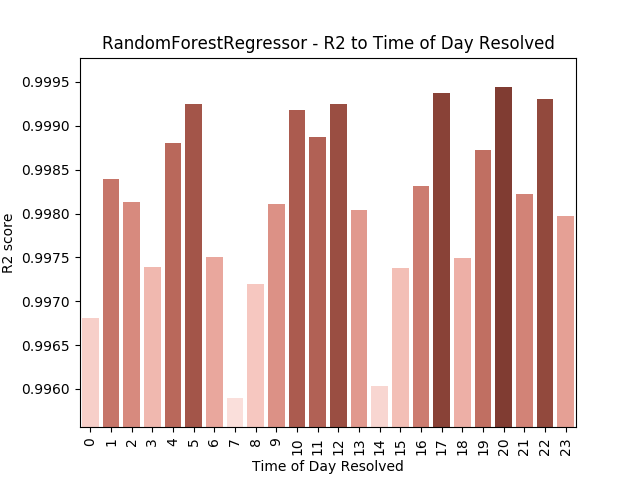 RandomForestRegressor - R2 to Time of Day Resolved
R2 score
0.9995
0.9990
0.9985
0.9980
0.9975
0.9970
0.9965
0.9960
0 1 2 3 4 5 6 7 8 9 10 11 12 13 14 15 16 17 18 19 20 21 22 23
Time of Day Resolved